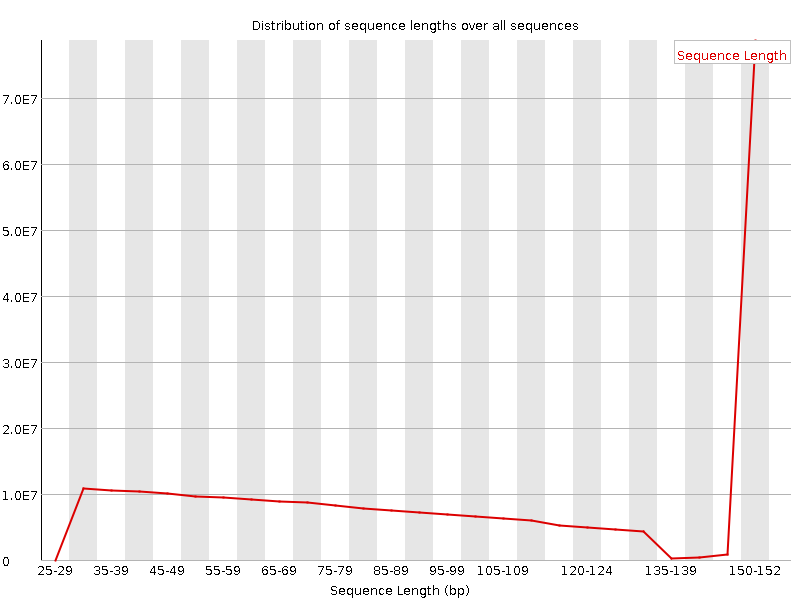 Distribution of sequence lengths over all sequences
Sequence Length
7.0E7
6.0E7
5.0E7
4.0E7
3.0E7
2.0E7
1.0E7
0
25-29 35-39 45-49 55-59 65-69 75-79 85-89 95-99 105-109 120-124 135-139 150-152
Sequence Length (bp)